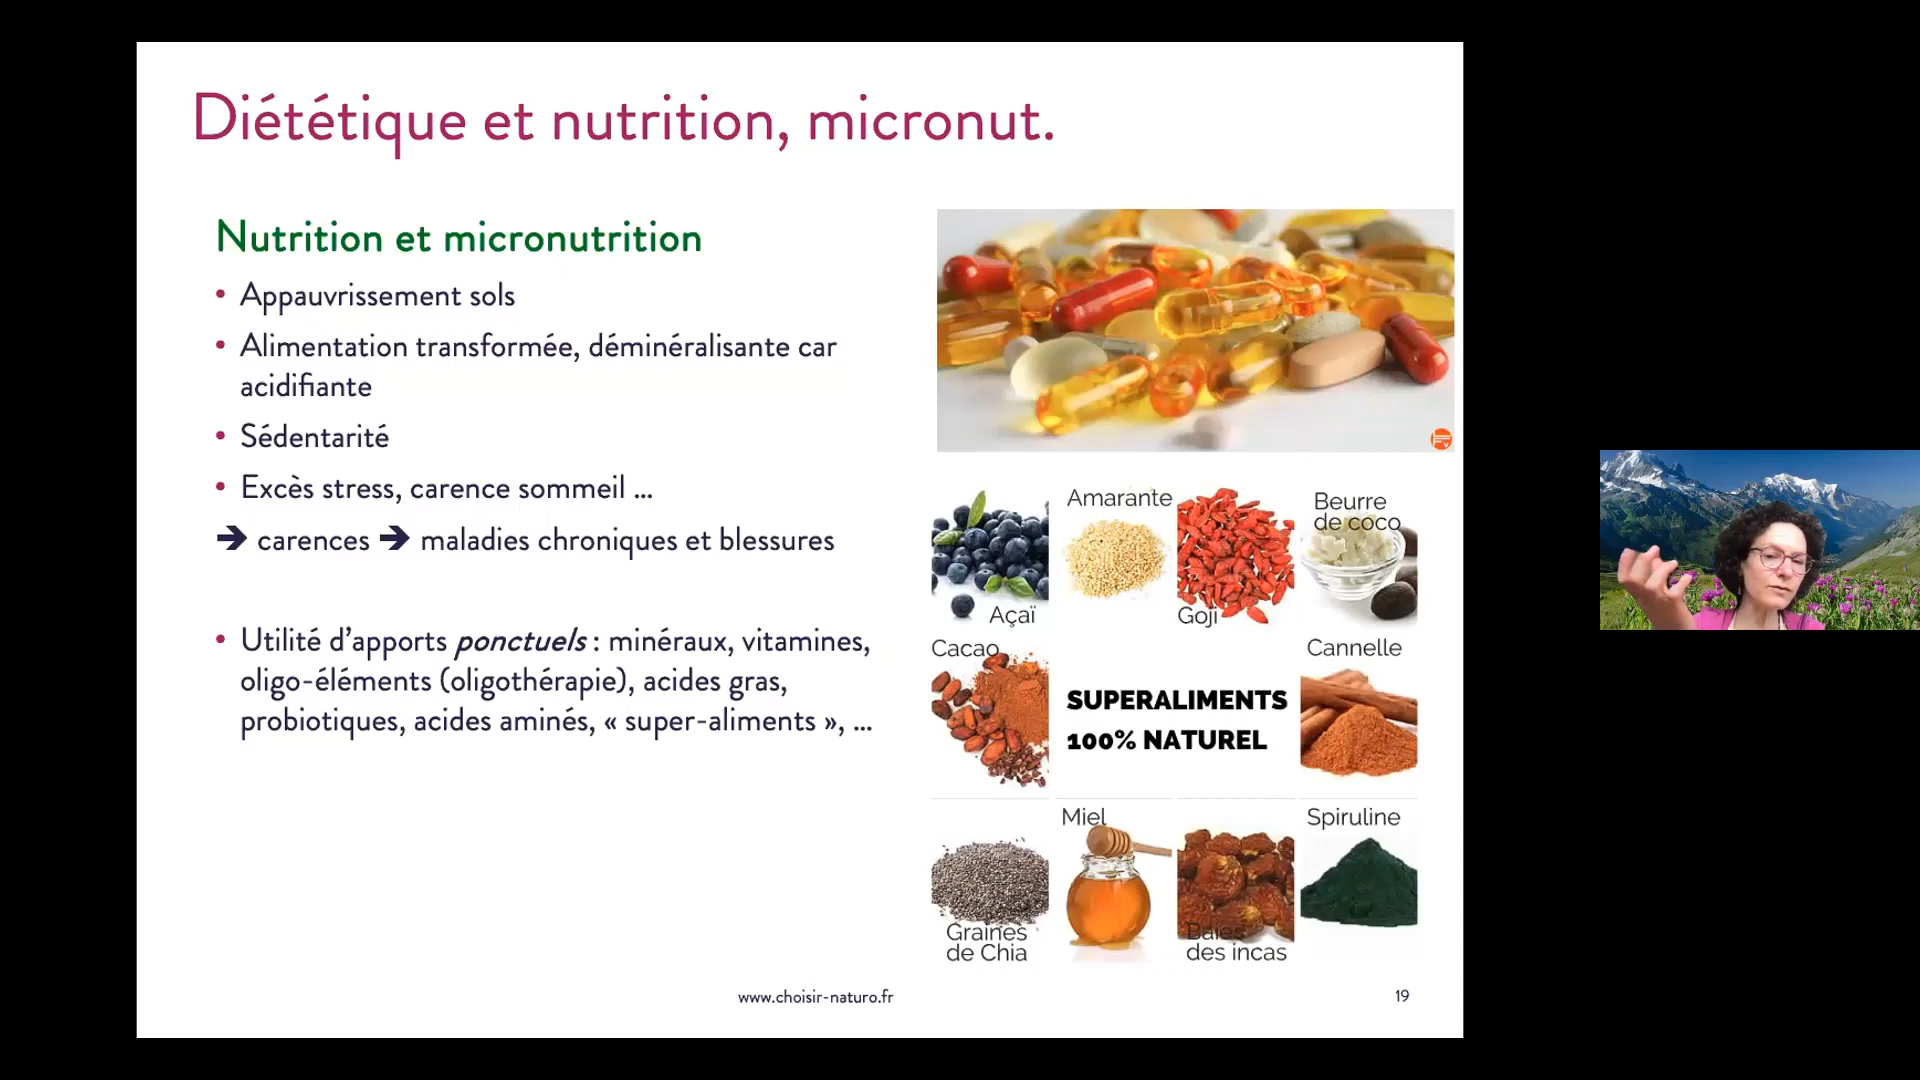 Diététique et nutrition, micronut.
Nutrition et micronutrition
• Appauvrissement sols
• Alimentation transformée, déminéralisante car
acidifiante
• Sédentarité
• Excès stress, carence sommeil ...
➔ carences ➔ maladies chroniques et blessures
• Utilité d'apports ponctuels : minéraux, vitamines,
oligo-éléments (oligothérapie), acides gras,
probiotiques, acides aminés, « super-aliments », ...
Açaï
Amarante
Goji
Beurre
de coco
Cacao
SUPERALIMENTS
100% NATUREL
Cannelle
Graines
de Chia
Miel
Baies
des incas
Spiruline
www.choisir-naturo.fr
19